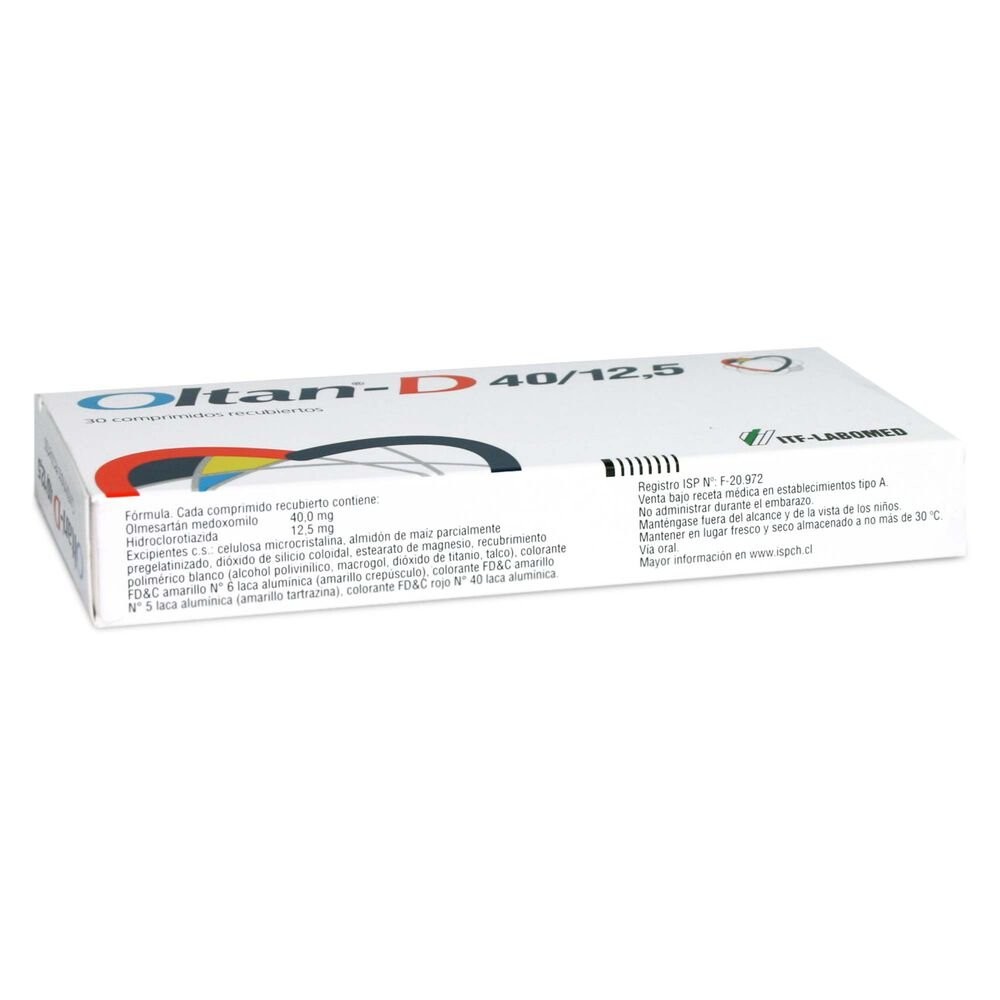 Oltan®-D 40/12,5
30 comprimidos recubiertos
ITF-LABOMED
Oltan-D 40/12,5
Fórmula. Cada comprimido recubierto contiene:
Olmesartán medoxomilo 40,0 mg
Hidroclorotiazida 12,5 mg
Excipientes c.s.: celulosa microcristalina, almidón de maíz parcialmente
pregelatinizado, dióxido de silicio coloidal, estearato de magnesio, recubrimiento
polimérico blanco (alcohol polivinílico, macrogol, dióxido de titanio, talco), colorante
FD&C amarillo N° 6 laca alumínica (amarillo crepúsculo), colorante FD&C amarillo
N° 5 laca alumínica (amarillo tartrazina), colorante FD&C rojo N° 40 laca alumínica.
Registro ISP N°: F-20.972
Venta bajo receta médica en establecimientos tipo A.
No administrar durante el embarazo.
Manténgase fuera del alcance y de la vista de los niños.
Mantener en lugar fresco y seco almacenado a no más de 30 °C.
Vía oral.
Mayor información en www.ispch.cl